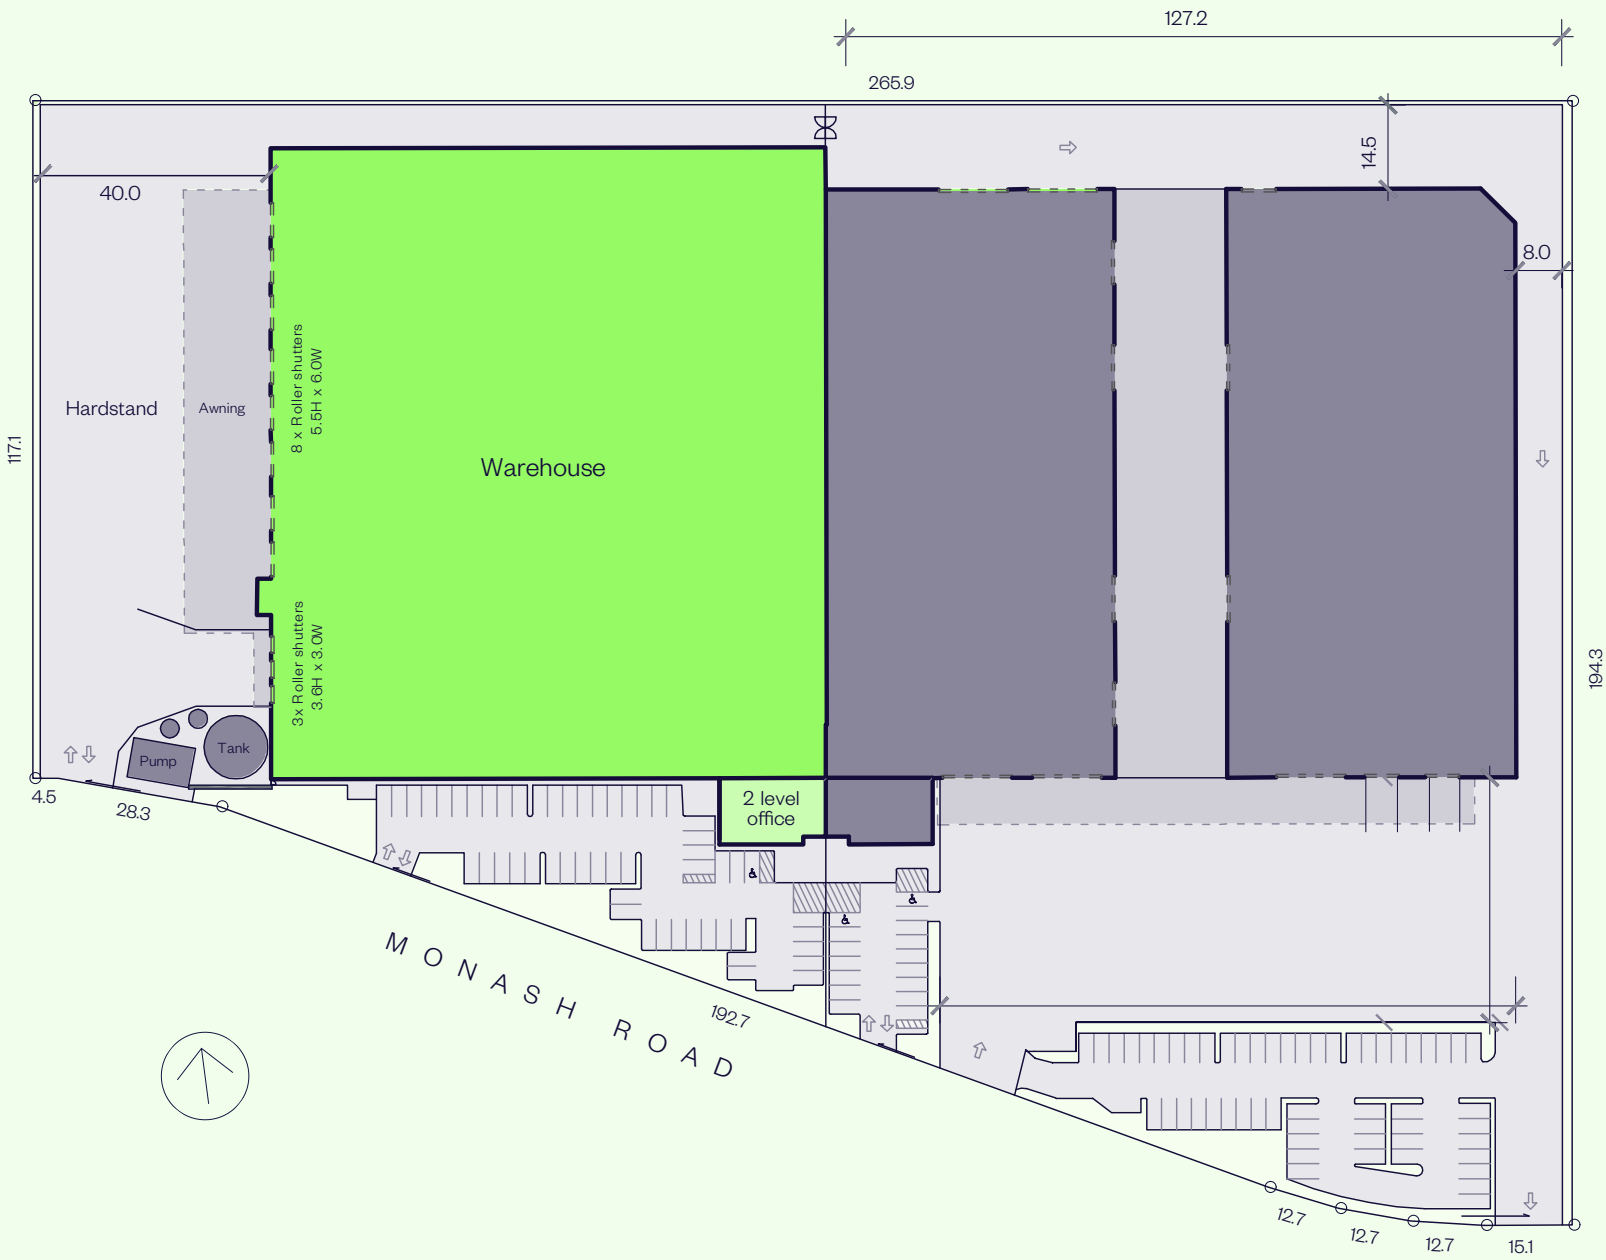 127.2
265.9
14.5
40.0
8.0
8 x Roller shutters
5.5H x 6.0W
Hardstand
Awning
117.1
Warehouse
3x Roller shutters
3.6H x 3.0W
194.3
Tank
Pump
4.5
28.3
2 level
office
MONASH ROAD
192.7
12.7
12.7
12.7
15.1